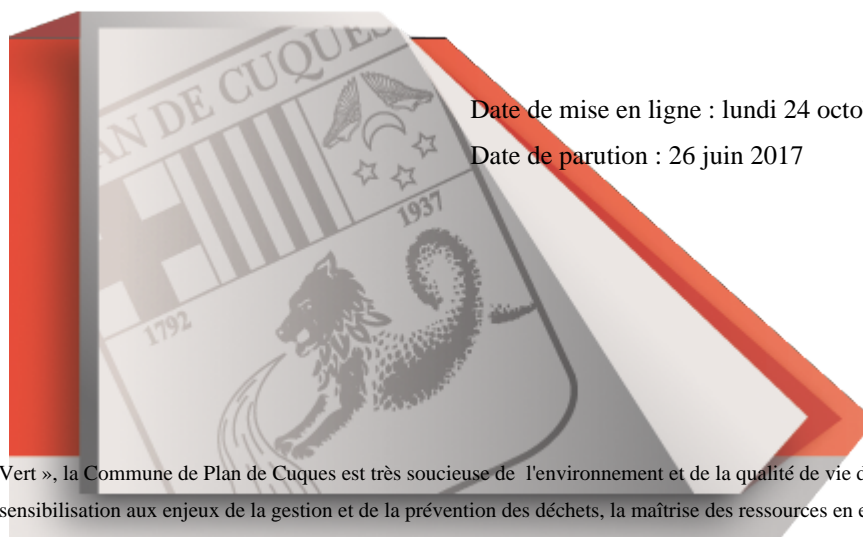 PLAN DE CUQUES
Date de mise en ligne : lundi 24 octo
Date de parution : 26 juin 2017
1937
1792
Vert », la Commune de Plan de Cuques est très soucieuse de l'environnement et de la qualité de vie d
sensibilisation aux enjeux de la gestion et de la prévention des déchets, la maîtrise des ressources en e